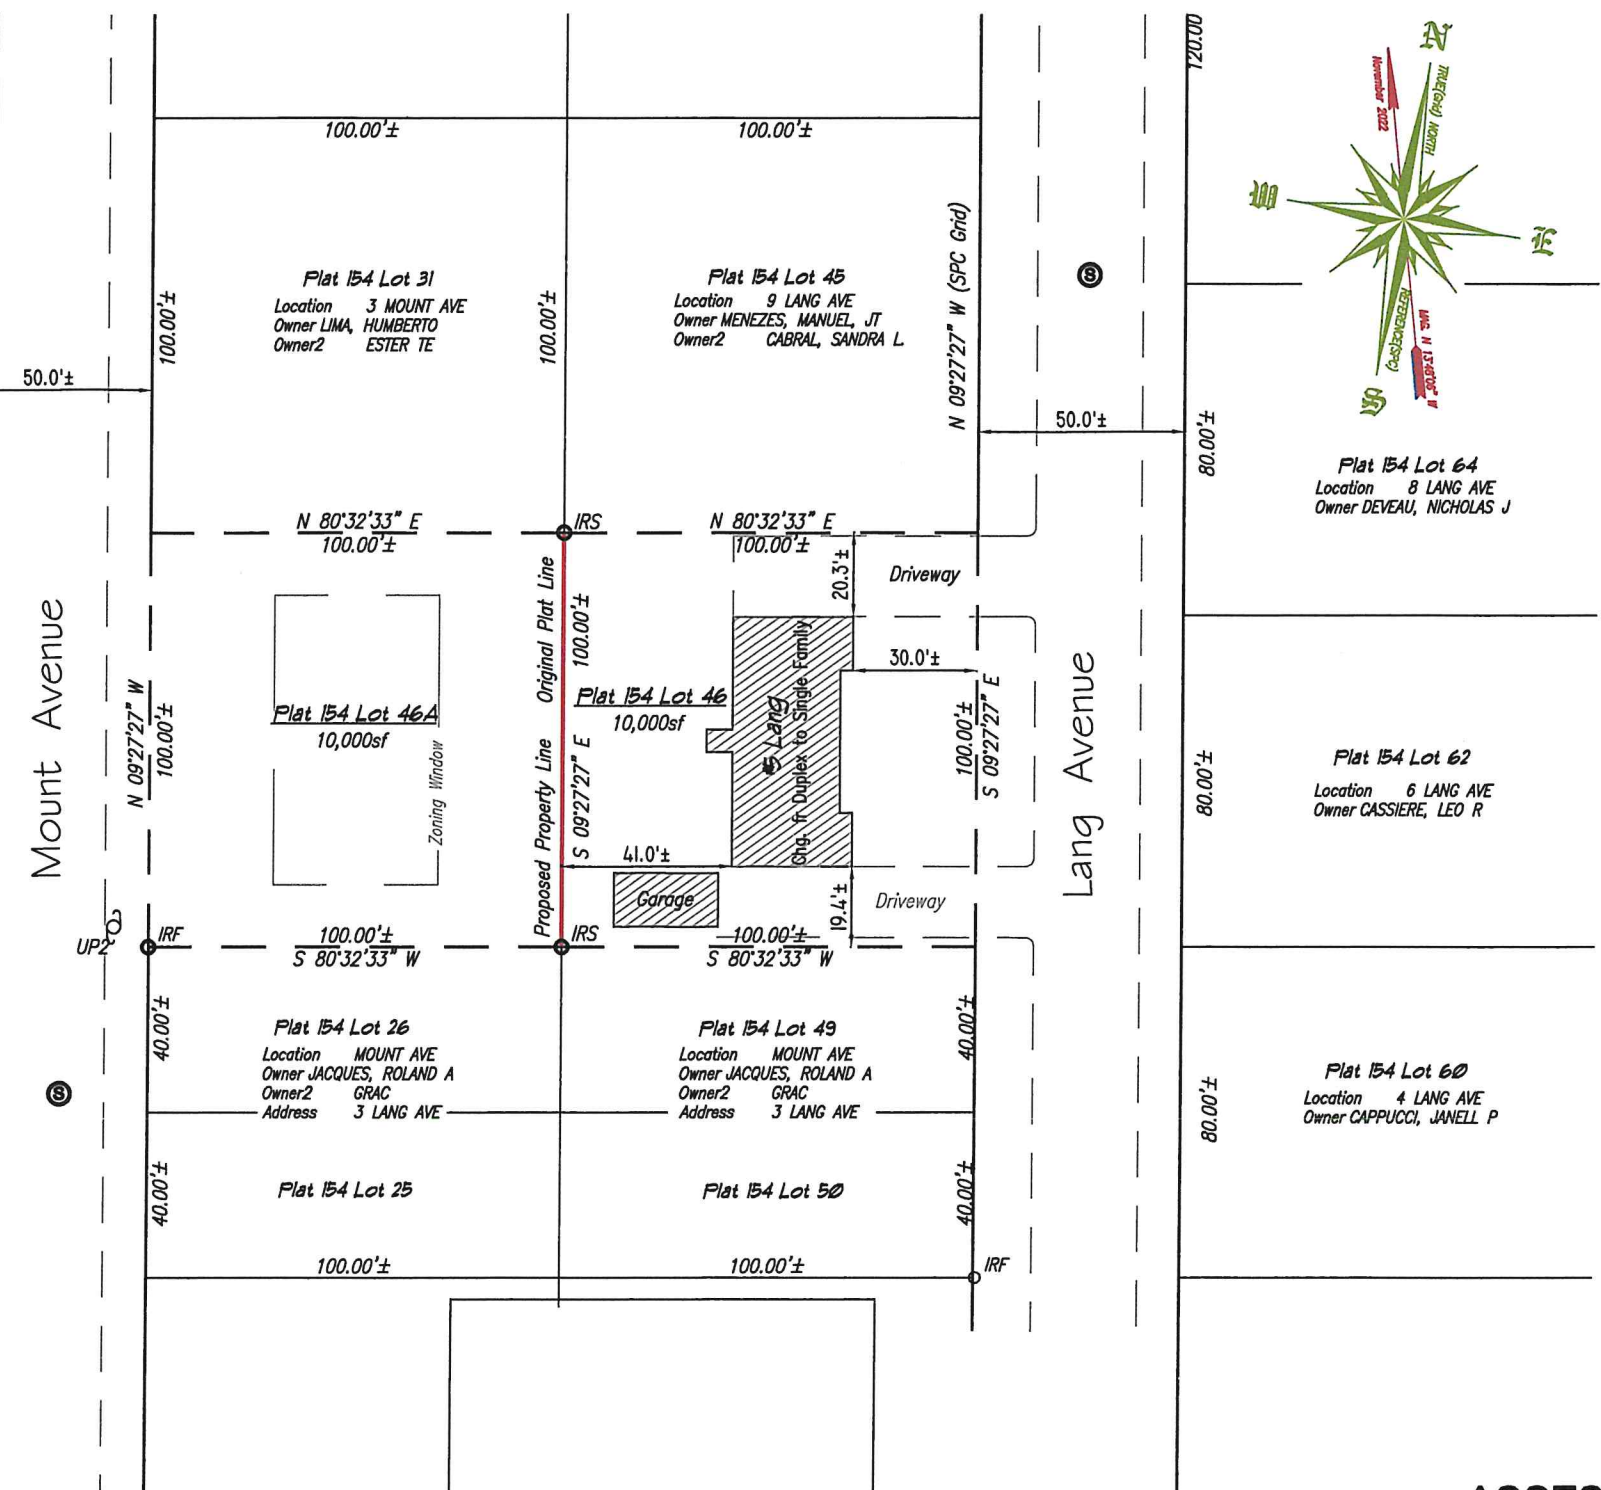 120.00
N
TRUE(Grid) NORTH
November 2022
W
E
REFERENCE(SPC)
MAG. N 13°48'06" W
S
100.00'±
100.00'±
Plat 154 Lot 31
Location 3 MOUNT AVE
Owner LIMA, HUMBERTO
Owner2 ESTER TE
100.00'±
100.00'±
Plat 154 Lot 45
Location 9 LANG AVE
Owner MENEZES, MANUEL, JT
Owner2 CABRAL, SANDRA L
N 09°27'27" W (SPC Grid)
S
50.0'±
50.0'±
80.00'±
Plat 154 Lot 64
Location 8 LANG AVE
Owner DEVEAU, NICHOLAS J
N 80°32'33" E
100.00'±
IRS
N 80°32'33" E
100.00'±
20.3'±
Driveway
Mount Avenue
N 09°27'27" W
100.00'±
Plat 154 Lot 46A
10,000sf
Zoning Window
Proposed Property Line Original Plat Line
S 09°27'27" E 100.00'±
Plat 154 Lot 46
10,000sf
#5 Lang
Chg. fr Duplex to Single Family
30.0'±
100.00'±
S 09°27'27" E
Lang Avenue
80.00'±
Plat 154 Lot 62
Location 6 LANG AVE
Owner CASSIERE, LEO R
41.0'±
Garage
19.4'±
Driveway
UP2
IRF
100.00'±
S 80°32'33" W
IRS
100.00'±
S 80°32'33" W
40.00'±
Plat 154 Lot 26
Location MOUNT AVE
Owner JACQUES, ROLAND A
Owner2 GRAC
Address 3 LANG AVE
Plat 154 Lot 49
Location MOUNT AVE
Owner JACQUES, ROLAND A
Owner2 GRAC
Address 3 LANG AVE
40.00'±
80.00'±
Plat 154 Lot 60
Location 4 LANG AVE
Owner CAPPUCCI, JANELL P
S
40.00'±
Plat 154 Lot 25
Plat 154 Lot 50
40.00'±
100.00'±
100.00'±
IRF